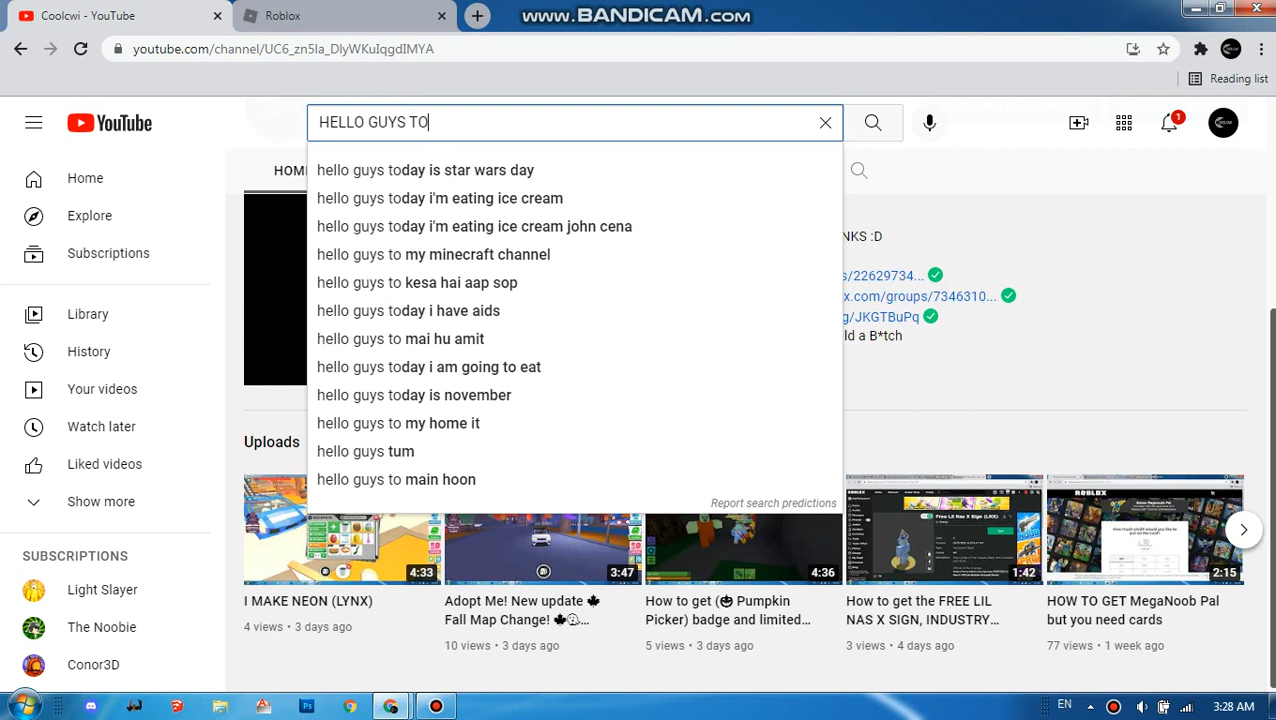 Coolcwi - YouTube
Roblox
www.BANDICAM.com
youtube.com/channel/UC6_zn5Ia_DlyWKuIqgdIMYA
Reading list
YouTube
HELLO GUYS TO
1
Home
Explore
Subscriptions
Library
History
Your videos
Watch later
Liked videos
Show more
SUBSCRIPTIONS
Light Slayer
The Noobie
Conor3D
HOM
hello guys today is star wars day
hello guys today i'm eating ice cream
hello guys today i'm eating ice cream john cena
hello guys to my minecraft channel
hello guys to kesa hai aap sop
hello guys today i have aids
hello guys to mai hu amit
hello guys today i am going to eat
hello guys today is november
hello guys to my home it
hello guys tum
hello guys to main hoon
Report search predictions
NKS :D
s/22629734...
x.com/groups/7346310...
g/JKGTBuPq
ld a B*tch
Uploads
4:33
3:47
4:36
1:42
2:15
ROBLOX
I MAKE NEON (LYNX)
4 views • 3 days ago
Adopt Me! New update 🍁
Fall Map Change! 🍁...
10 views • 3 days ago
How to get (🎃 Pumpkin
Picker) badge and limited...
5 views • 3 days ago
How to get the FREE LIL
NAS X SIGN, INDUSTRY...
3 views • 4 days ago
HOW TO GET MegaNoob Pal
but you need cards
77 views • 1 week ago
EN
3:28 AM